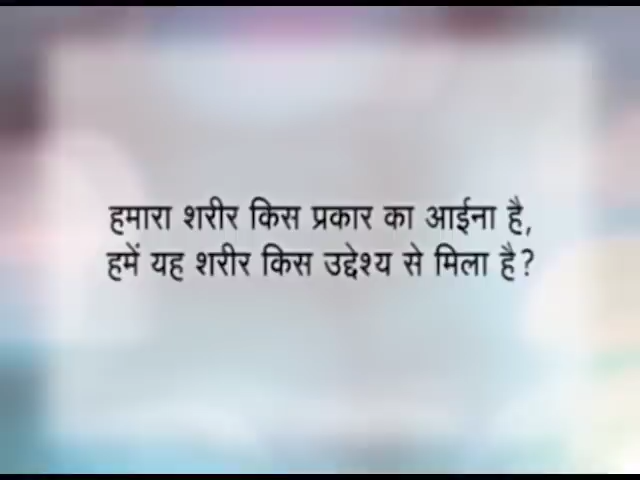 हमारा शरीर किस प्रकार का आईना है,
हमें यह शरीर किस उद्देश्य से मिला है?